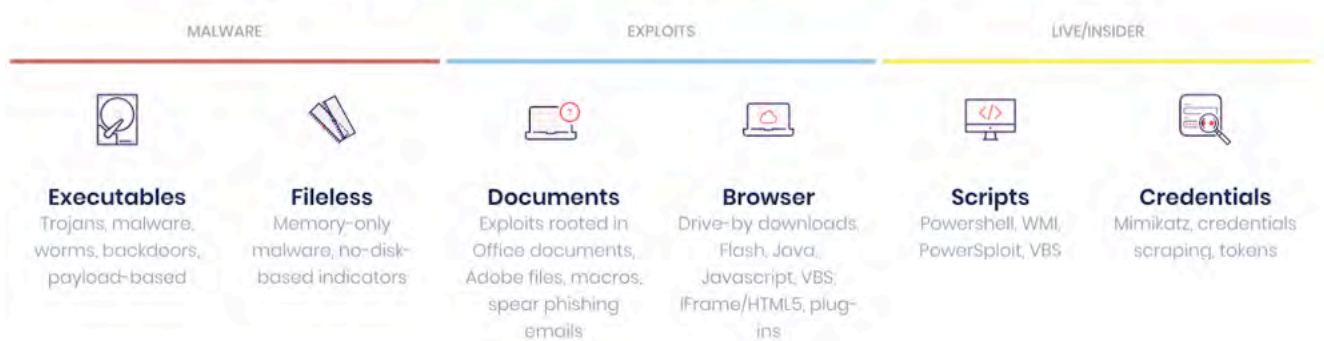 MALWARE
EXPLOITS
LIVE/INSIDER
Executables
Trojans, malware,
worms, backdoors,
payload-based
Fileless
Memory-only
malware, no-disk-
based indicators
Documents
Exploits rooted in
Office documents,
Adobe files, macros,
spear phishing
emails
Browser
Drive-by downloads,
Flash, Java,
Javascript, VBS,
IFrame/HTML5, plug-
ins
Scripts
Powershell, WMI,
PowerSploit, VBS
Credentials
Mimikatz, credentials
scraping, tokens